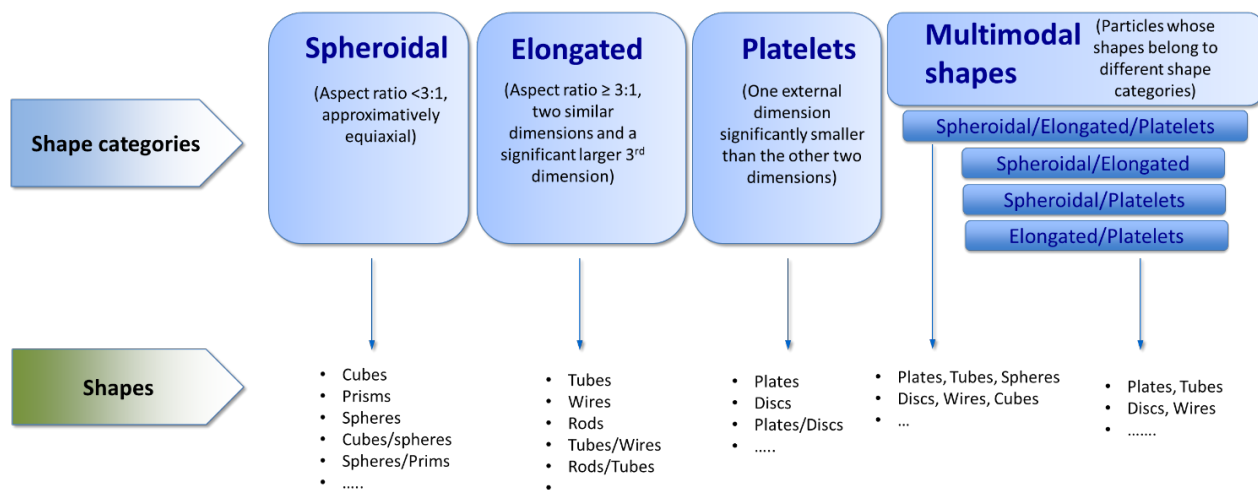 Shape categories
Spheroidal
(Aspect ratio <3:1,
approximatively
equiaxial)
Elongated
(Aspect ratio ≥ 3:1,
two similar
dimensions and a
significant larger 3rd
dimension)
Platelets
(One external
dimension
significantly smaller
than the other two
dimensions)
Multimodal
shapes
(Particles whose
shapes belong to
different shape
categories)
Spheroidal/Elongated/Platelets
Spheroidal/Elongated
Spheroidal/Platelets
Elongated/Platelets
Shapes
• Cubes
• Prisms
• Spheres
• Cubes/spheres
• Spheres/Prims
• .....
• Tubes
• Wires
• Rods
• Tubes/Wires
• Rods/Tubes
•
• Plates
• Discs
• Plates/Discs
• .....
• Plates, Tubes, Spheres
• Discs, Wires, Cubes
• ...
• Plates, Tubes
• Discs, Wires
• .......